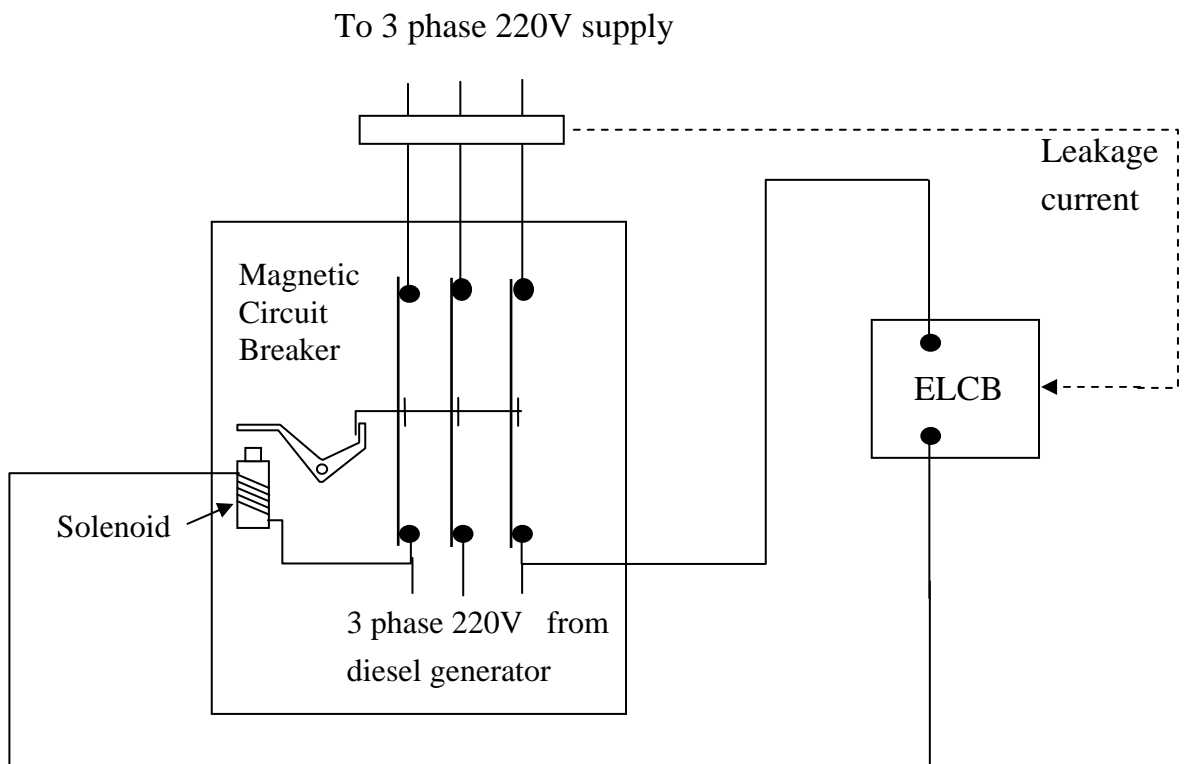 To 3 phase 220V supply
Leakage
current
Magnetic
Circuit
Breaker
ELCB
Solenoid
3 phase 220V from
diesel generator